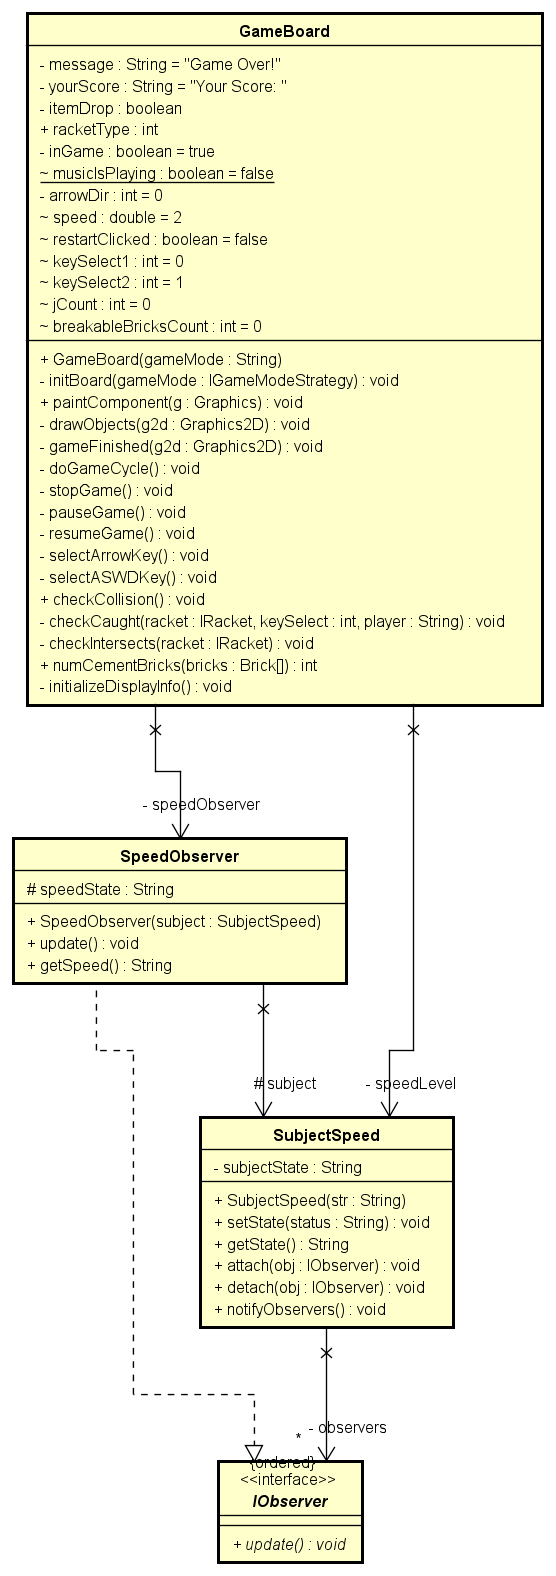 GameBoard
- message : String = "Game Over!"
- yourScore : String = "Your Score: "
- itemDrop : boolean
+ racketType : int
- inGame : boolean = true
~ musicIsPlaying : boolean = false
- arrowDir : int = 0
~ speed : double = 2
~ restartClicked : boolean = false
~ keySelect1 : int = 0
~ keySelect2 : int = 1
~ jCount : int = 0
~ breakableBricksCount : int = 0
+ GameBoard(gameMode : String)
- initBoard(gameMode : IGameModeStrategy) : void
+ paintComponent(g : Graphics) : void
- drawObjects(g2d : Graphics2D) : void
- gameFinished(g2d : Graphics2D) : void
- doGameCycle() : void
- stopGame() : void
- pauseGame() : void
- resumeGame() : void
- selectArrowKey() : void
- selectASWDKey() : void
+ checkCollision() : void
- checkCaught(racket : IRacket, keySelect : int, player : String) : void
- checkIntersects(racket : IRacket) : void
+ numCementBricks(bricks : Brick[]) : int
- initializeDisplayInfo() : void
- speedObserver
SpeedObserver
# speedState : String
+ SpeedObserver(subject : SubjectSpeed)
+ update() : void
+ getSpeed() : String
# subject
- speedLevel
SubjectSpeed
- subjectState : String
+ SubjectSpeed(str : String)
+ setState(status : String) : void
+ getState() : String
+ attach(obj : IObserver) : void
+ detach(obj : IObserver) : void
+ notifyObservers() : void
- observers
*
{ordered}
<<interface>>
IObserver
+ update() : void